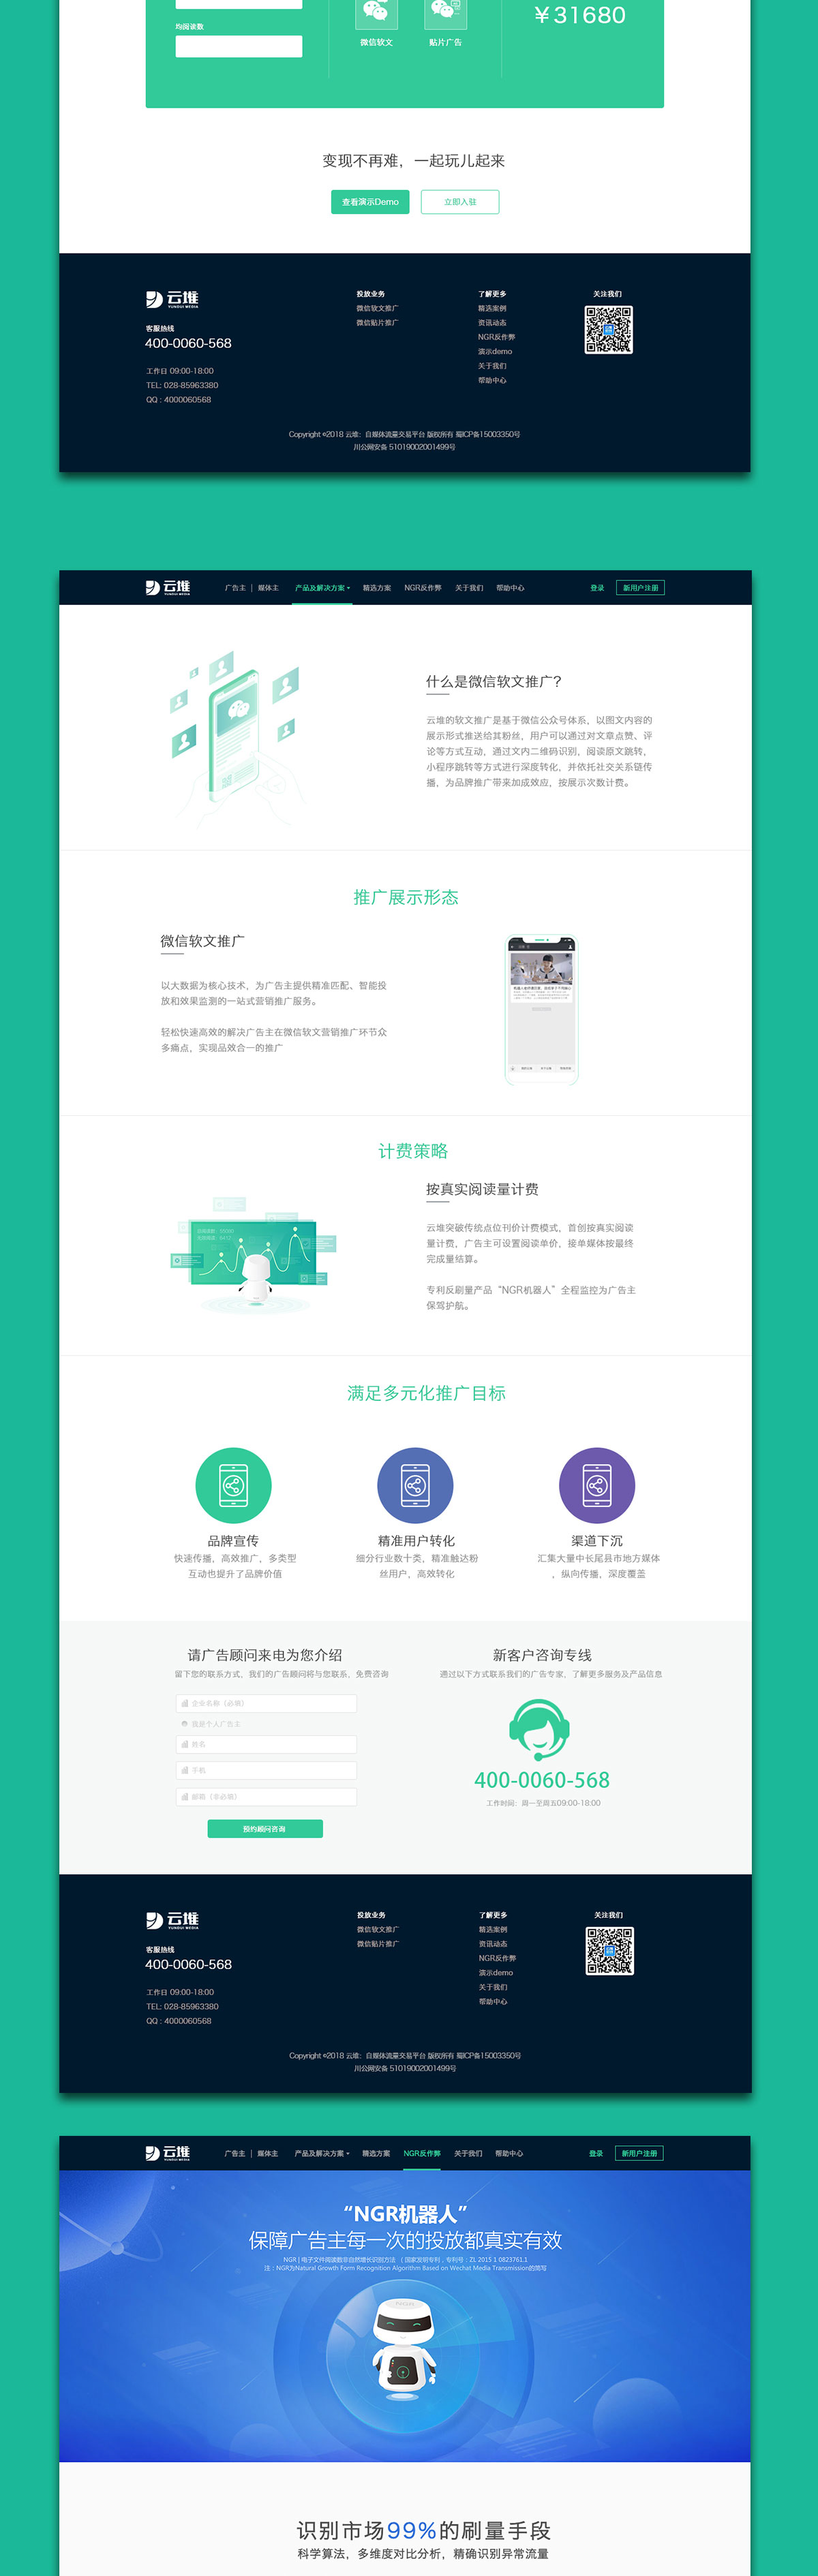 均阅读数
微信软文
贴片广告
￥31680
变现不再难，一起玩儿起来
查看演示Demo
立即入驻
云堆
YUNDUI MEDIA
客服热线
400-0060-568
工作日 09:00-18:00
TEL: 028-85963380
QQ : 4000060568
投放业务
微信软文推广
微信贴片推广
了解更多
精选案例
资讯动态
NGR反作弊
演示demo
关于我们
帮助中心
关注我们
Copyright ©2018 云堆：自媒体流量交易平台 版权所有 蜀ICP备15003350号
川公网安备 51019002001499号
云堆
YUNDUI MEDIA
广告主 | 媒体主
产品及解决方案
精选方案
NGR反作弊
关于我们
帮助中心
登录
新用户注册
什么是微信软文推广?
云堆的软文推广是基于微信公众号体系，以图文内容的
展示形式推送给其粉丝，用户可以通过对文章点赞、评
论等方式互动，通过文内二维码识别，阅读原文跳转，
小程序跳转等方式进行深度转化，并依托社交关系链传
播，为品牌推广带来加成效应，按展示次数计费。
推广展示形态
微信软文推广
以大数据为核心技术，为广告主提供精准匹配、智能投
放和效果监测的一站式营销推广服务。
轻松快速高效的解决广告主在微信软文营销推广环节众
多痛点，实现品效合一的推广
计费策略
按真实阅读量计费
云堆突破传统点位刊价计费模式，首创按真实阅读
量计费，广告主可设置阅读单价，接单媒体按最终
完成量结算。
专利反刷量产品“NGR机器人”全程监控为广告主
保驾护航。
满足多元化推广目标
品牌宣传
快速传播，高效推广，多类型
互动也提升了品牌价值
精准用户转化
细分行业数十类，精准触达粉
丝用户，高效转化
渠道下沉
汇集大量中长尾县市地方媒体
，纵向传播，深度覆盖
请广告顾问来电为您介绍
留下您的联系方式，我们的广告顾问将与您联系，免费咨询
企业名称（必填）
我是个人广告主
姓名
手机
邮箱（非必填）
预约顾问咨询
新客户咨询专线
通过以下方式联系我们的广告专家，了解更多服务及产品信息
400-0060-568
工作时间：周一至周五09:00-18:00
云堆
YUNDUI MEDIA
客服热线
400-0060-568
工作日 09:00-18:00
TEL: 028-85963380
QQ : 4000060568
投放业务
微信软文推广
微信贴片推广
了解更多
精选案例
资讯动态
NGR反作弊
演示demo
关于我们
帮助中心
关注我们
Copyright ©2018 云堆：自媒体流量交易平台 版权所有 蜀ICP备15003350号
川公网安备 51019002001499号
云堆
YUNDUI MEDIA
广告主 | 媒体主
产品及解决方案
精选方案
NGR反作弊
关于我们
帮助中心
登录
新用户注册
“NGR机器人”
保障广告主每一次的投放都真实有效
NGR | 电子文件阅读数非自然增长识别方法 （ 国家发明专利，专利号：ZL 2015 1 0823761.1
注：NGR为Natural Growth Form Recognition Algorithm Based on Wechat Media Transmission的简写
识别市场99%的刷量手段
科学算法，多维度对比分析，精确识别异常流量